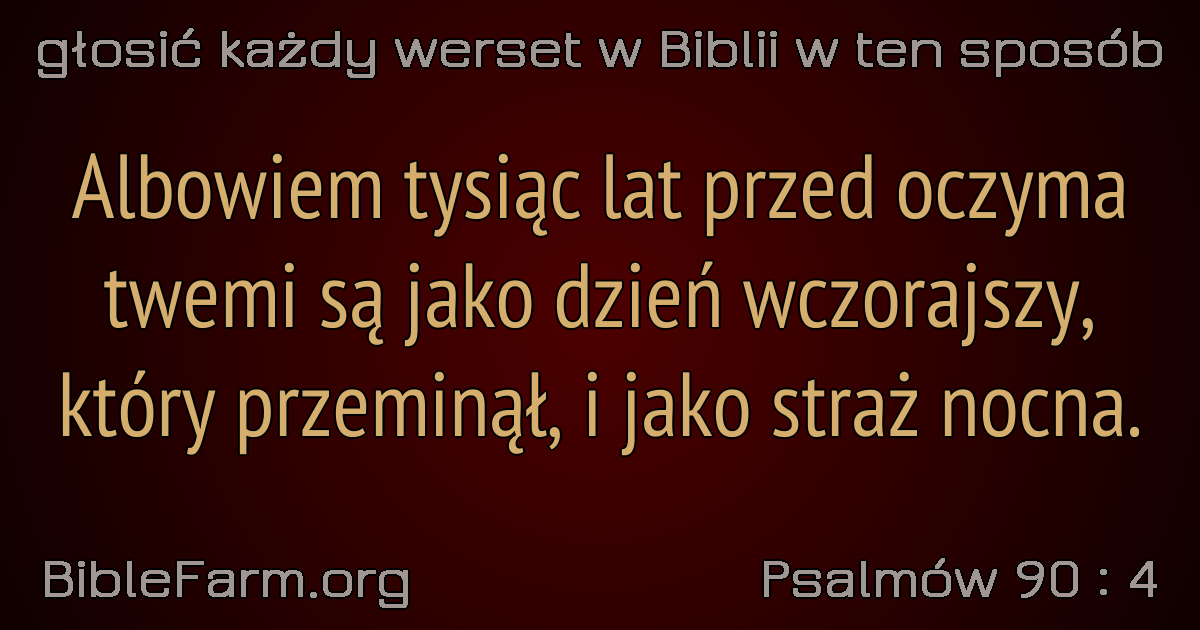 głosić każdy werset w Biblii w ten sposób
Albowiem tysiąc lat przed oczyma
twemi są jako dzień wczorajszy,
który przeminął, i jako straż nocna.
BibleFarm.org
Psalmów 90 : 4